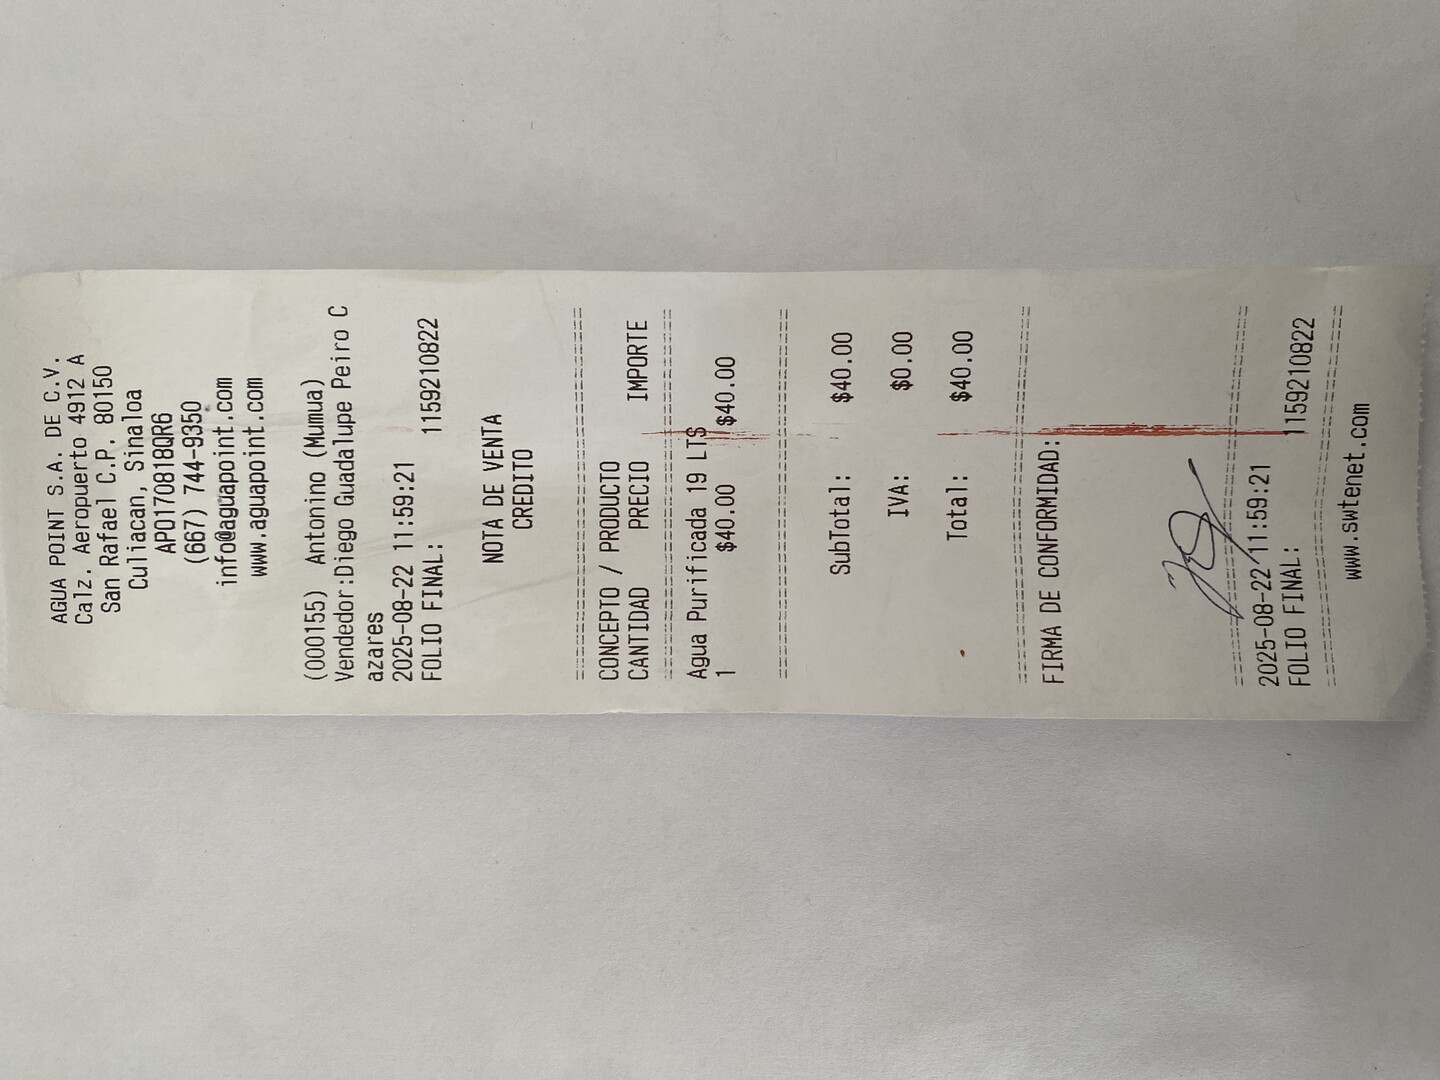 AGUA POINT S.A. DE C.V.
Calz. Aeropuerto 4912 A
San Rafael C.P. 80150
Culiacan, Sinaloa
APO170818QR6
(667) 744-9350
info@aguapoint.com
www.aguapoint.com
(000155) Antonino (Mumua)
Vendedor:Diego Guadalupe Peiro C
azares
2025-08-22 11:59:21
FOLIO FINAL: 1159210822
NOTA DE VENTA
CREDITO
================================
CONCEPTO / PRODUCTO
CANTIDAD PRECIO IMPORTE
================================
Agua Purificada 19 LTS
1 $40.00 $40.00
================================
SubTotal: $40.00
IVA: $0.00
Total: $40.00
================================
FIRMA DE CONFORMIDAD:
================================
2025-08-22 11:59:21
FOLIO FINAL: 1159210822
================================
www.swtenet.com